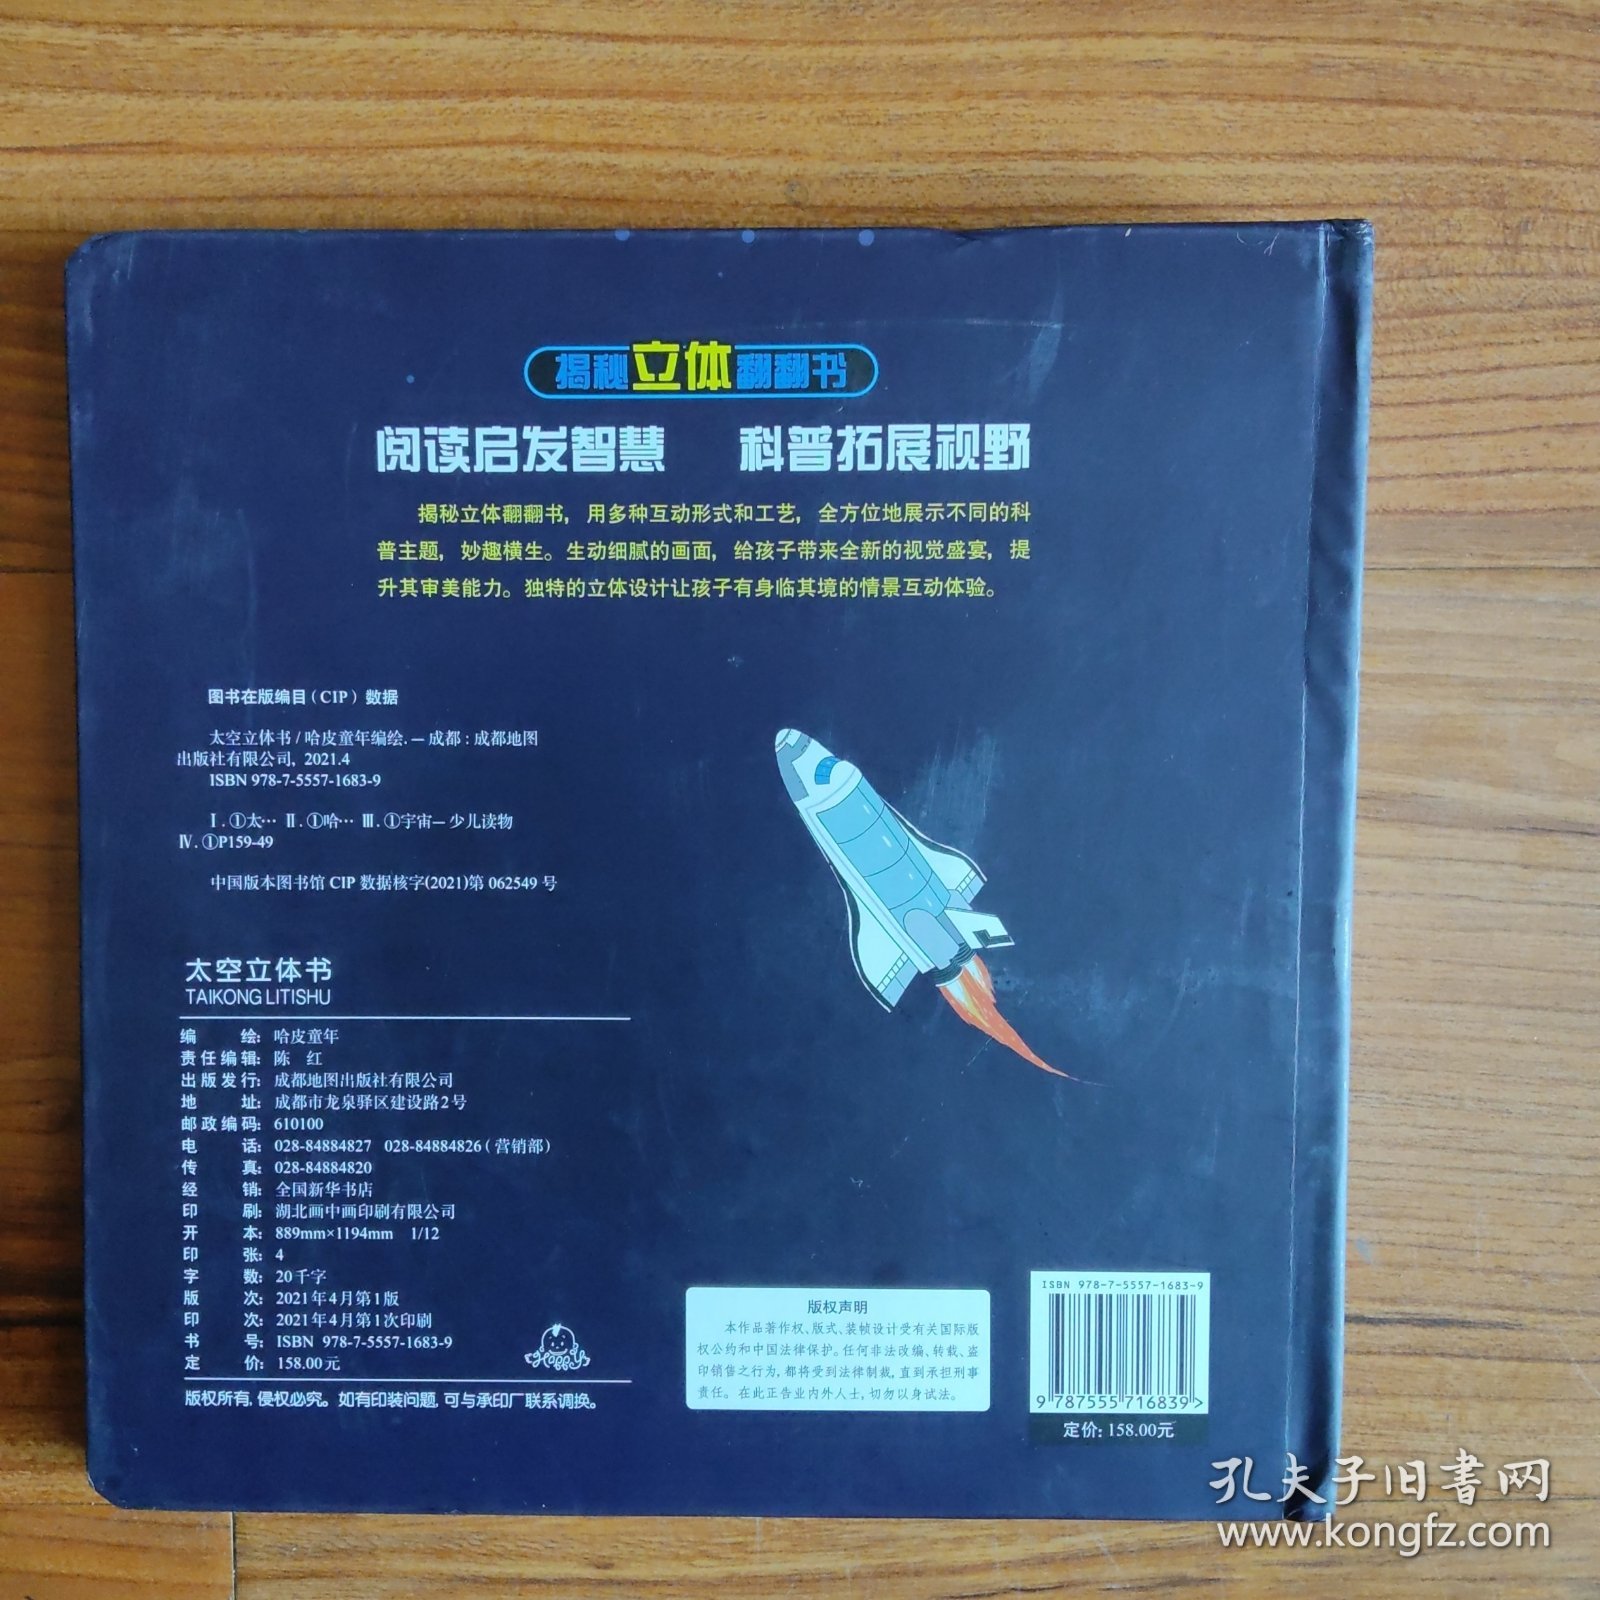 揭秘立体翻翻书
阅读启发智慧 科普拓展视野
揭秘立体翻翻书，用多种互动形式和工艺，全方位地展示不同的科
普主题，妙趣横生。生动细腻的画面，给孩子带来全新的视觉盛宴，提
升其审美能力。独特的立体设计让孩子有身临其境的情景互动体验。
图书在版编目（CIP）数据
太空立体书 / 哈皮童年编绘. — 成都 : 成都地图
出版社有限公司, 2021.4
ISBN 978-7-5557-1683-9
Ⅰ. ①太… Ⅱ. ①哈… Ⅲ. ①宇宙—少儿读物
Ⅳ. ①P159-49
中国版本图书馆 CIP 数据核字(2021)第 062549 号
太空立体书
TAIKONG LITISHU
编 绘: 哈皮童年
责任编辑: 陈 红
出版发行: 成都地图出版社有限公司
地 址: 成都市龙泉驿区建设路2号
邮政编码: 610100
电 话: 028-84884827 028-84884826（营销部）
传 真: 028-84884820
经 销: 全国新华书店
印 刷: 湖北画中画印刷有限公司
开 本: 889mm×1194mm 1/12
印 张: 4
字 数: 20千字
版 次: 2021年4月第1版
印 次: 2021年4月第1次印刷
书 号: ISBN 978-7-5557-1683-9
定 价: 158.00元
Happy
版权所有, 侵权必究。如有印装问题, 可与承印厂联系调换。
版权声明
本作品著作权、版式、装帧设计受有关国际版
权公约和中国法律保护。任何非法改编、转载、盗
印销售之行为, 都将受到法律制裁, 直到承担刑事
责任。在此正告业内外人士, 切勿以身试法。
ISBN 978-7-5557-1683-9
9 787555 716839 >
定价: 158.00元
孔夫子旧书网
www.kongfz.com